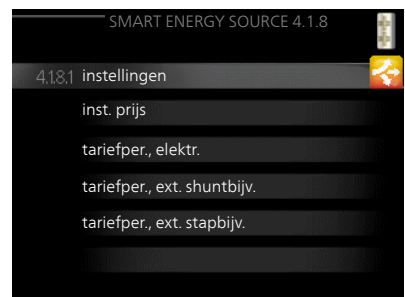 SMART ENERGY SOURCE 4.1.8
4.1.8.1 instellingen
inst. prijs
tariefper., elektr.
tariefper., ext. shuntbijv.
tariefper., ext. stapbijv.